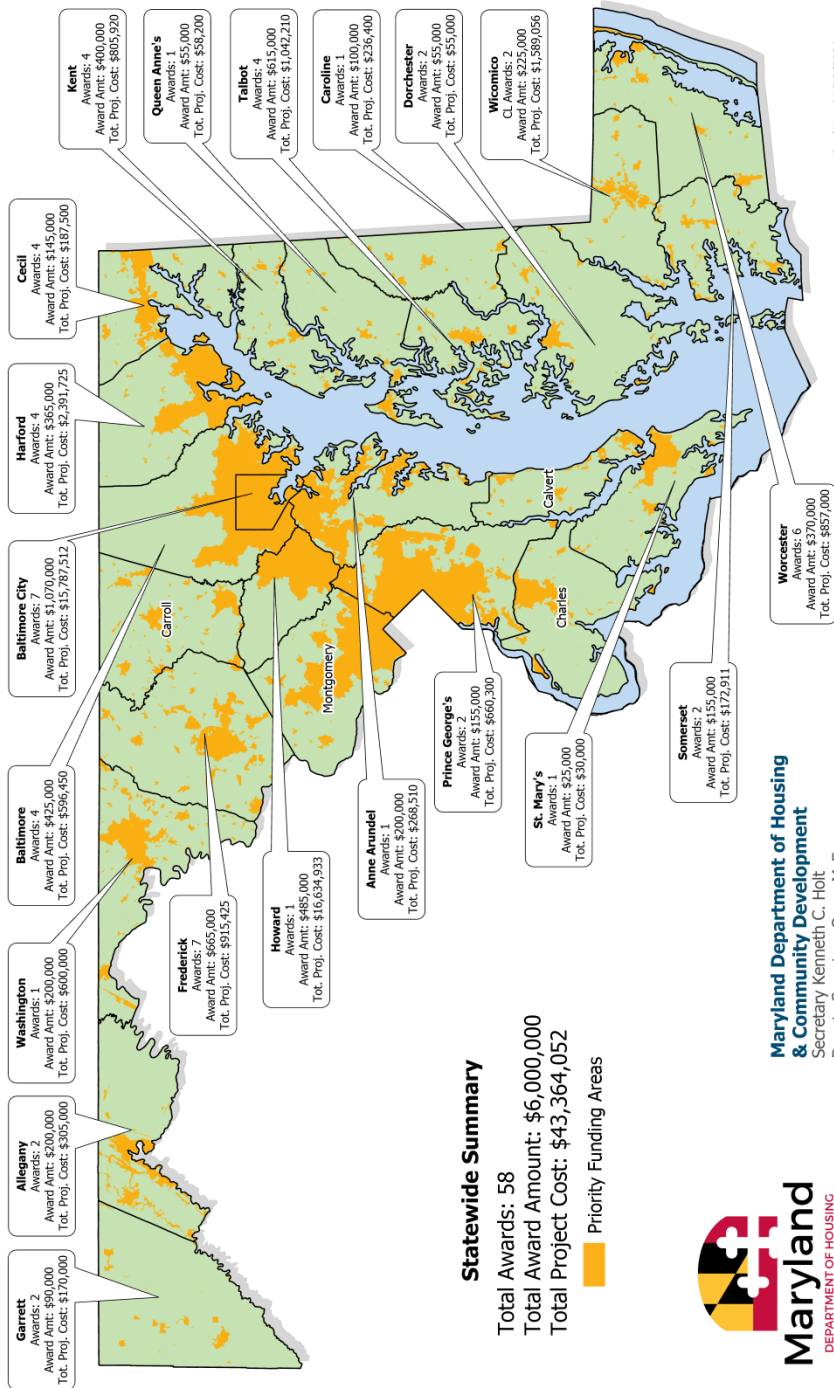 Garrett
Awards: 2
Award Amt: $90,000
Tot. Proj. Cost: $170,000
Allegany
Awards: 2
Award Amt: $200,000
Tot. Proj. Cost: $305,000
Washington
Awards: 1
Award Amt: $200,000
Tot. Proj. Cost: $600,000
Baltimore
Awards: 4
Award Amt: $425,000
Tot. Proj. Cost: $596,450
Baltimore City
Awards: 7
Award Amt: $1,070,000
Tot. Proj. Cost: $15,787,512
Harford
Awards: 4
Award Amt: $365,000
Tot. Proj. Cost: $2,391,725
Cecil
Awards: 4
Award Amt: $145,000
Tot. Proj. Cost: $187,500
Kent
Awards: 4
Award Amt: $400,000
Tot. Proj. Cost: $805,920
Queen Anne's
Awards: 1
Award Amt: $55,000
Tot. Proj. Cost: $58,200
Talbot
Awards: 4
Award Amt: $615,000
Tot. Proj. Cost: $1,042,210
Caroline
Awards: 1
Award Amt: $100,000
Tot. Proj. Cost: $236,400
Dorchester
Awards: 2
Award Amt: $55,000
Tot. Proj. Cost: $55,000
Wicomico
CL Awards: 2
Award Amt: $225,000
Tot. Proj. Cost: $1,589,056
Carroll
Montgomery
Calvert
Charles
Frederick
Awards: 7
Award Amt: $665,000
Tot. Proj. Cost: $915,425
Howard
Awards: 1
Award Amt: $485,000
Tot. Proj. Cost: $16,634,933
Anne Arundel
Awards: 1
Award Amt: $200,000
Tot. Proj. Cost: $268,510
Prince George's
Awards: 2
Award Amt: $155,000
Tot. Proj. Cost: $660,300
St. Mary's
Awards: 1
Award Amt: $25,000
Tot. Proj. Cost: $30,000
Somerset
Awards: 2
Award Amt: $155,000
Tot. Proj. Cost: $172,911
Worcester
Awards: 6
Award Amt: $370,000
Tot. Proj. Cost: $857,000
Statewide Summary
Total Awards: 58
Total Award Amount: $6,000,000
Total Project Cost: $43,364,052
Priority Funding Areas
Maryland
DEPARTMENT OF HOUSING
Maryland Department of Housing
& Community Development
Secretary Kenneth C. Holt